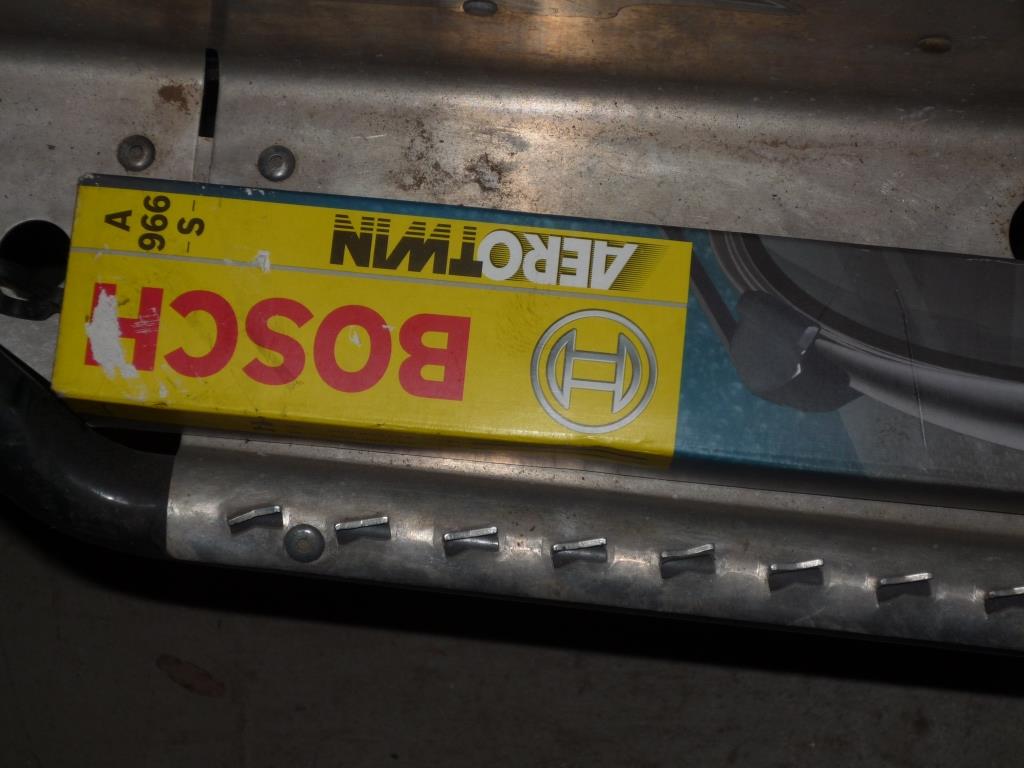 BOSCH
AEROTWIN
A
966
-S-